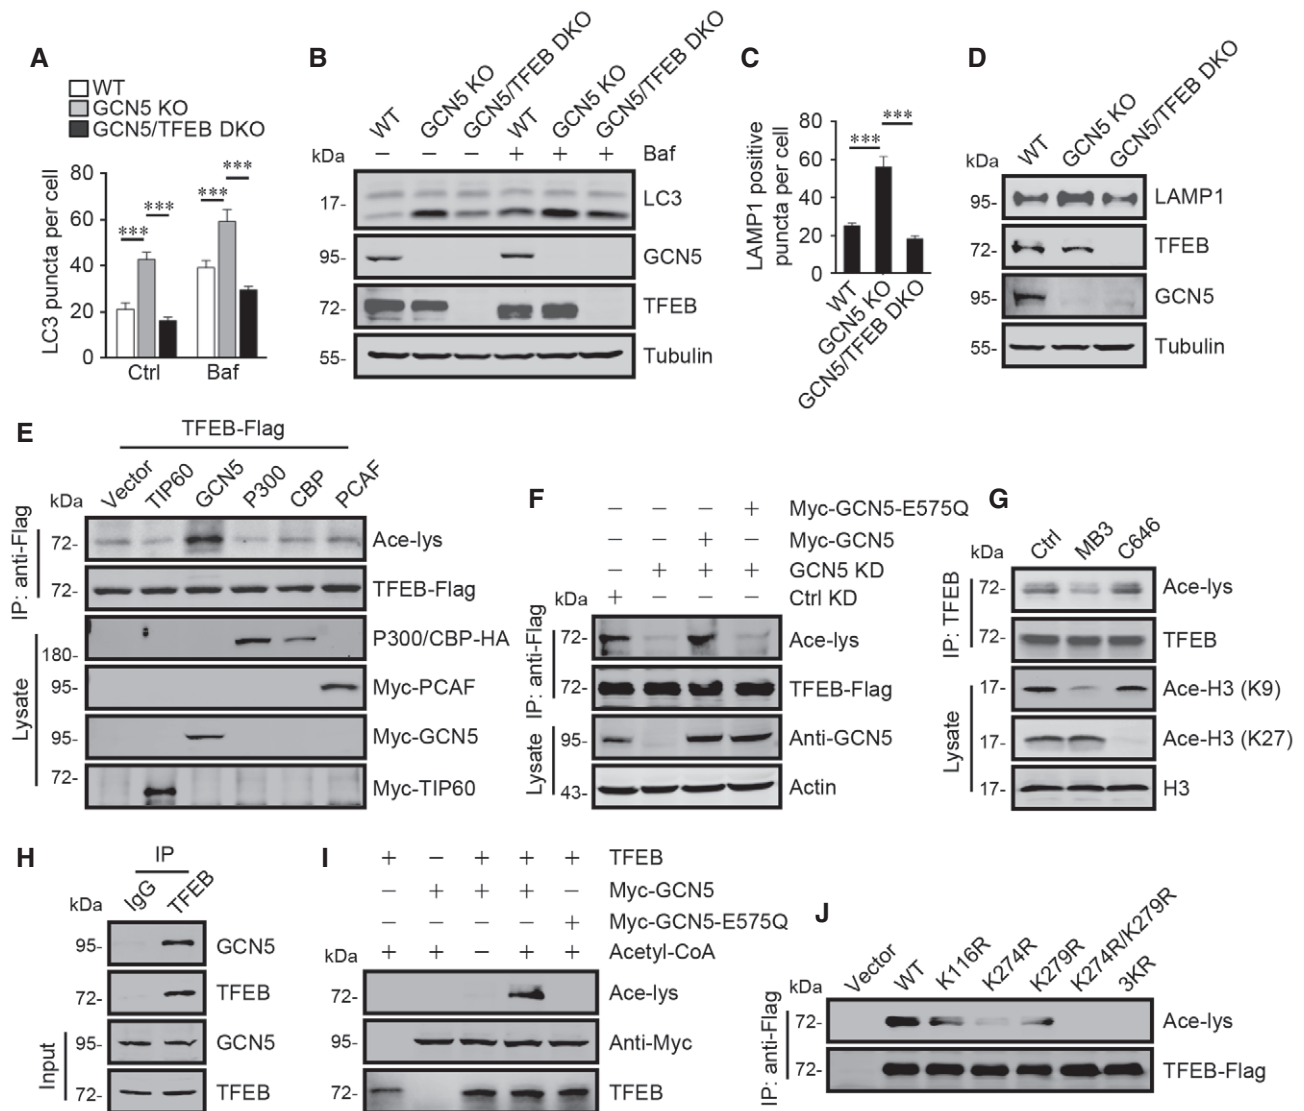 A
WT
GCN5 KO
GCN5/TFEB DKO
LC3 puncta per cell
80
60
40
20
0
*** *** *** ***
Ctrl Baf
B
WT GCN5 KO GCN5/TFEB DKO WT GCN5 KO GCN5/TFEB DKO
kDa − − − + + + Baf
17- LC3
95- GCN5
72- TFEB
55- Tubulin
C
LAMP1 positive
puncta per cell
80
60
40
20
0
*** ***
WT GCN5 KO GCN5/TFEB DKO
D
WT GCN5 KO GCN5/TFEB DKO
kDa
95- LAMP1
72- TFEB
95- GCN5
55- Tubulin
E
TFEB-Flag
Vector TIP60 GCN5 P300 CBP PCAF
kDa
IP: anti-Flag
72- Ace-lys
72- TFEB-Flag
Lysate
180- P300/CBP-HA
95- Myc-PCAF
95- Myc-GCN5
72- Myc-TIP60
F
− − − + Myc-GCN5-E575Q
− − + − Myc-GCN5
− + + + GCN5 KD
kDa + − − − Ctrl KD
IP: anti-Flag
72- Ace-lys
72- TFEB-Flag
Lysate
95- Anti-GCN5
43- Actin
G
Ctrl MB3 C646
kDa
IP: TFEB
72- Ace-lys
72- TFEB
Lysate
17- Ace-H3 (K9)
17- Ace-H3 (K27)
17- H3
H
IP
IgG TFEB
kDa
95- GCN5
72- TFEB
Input
95- GCN5
72- TFEB
I
+ − + + + TFEB
− + + + − Myc-GCN5
− − − − + Myc-GCN5-E575Q
kDa + + − + + Acetyl-CoA
72- Ace-lys
95- Anti-Myc
72- TFEB
J
Vector WT K116R K274R K279R K274R/K279R 3KR
kDa
IP: anti-Flag
72- Ace-lys
72- TFEB-Flag